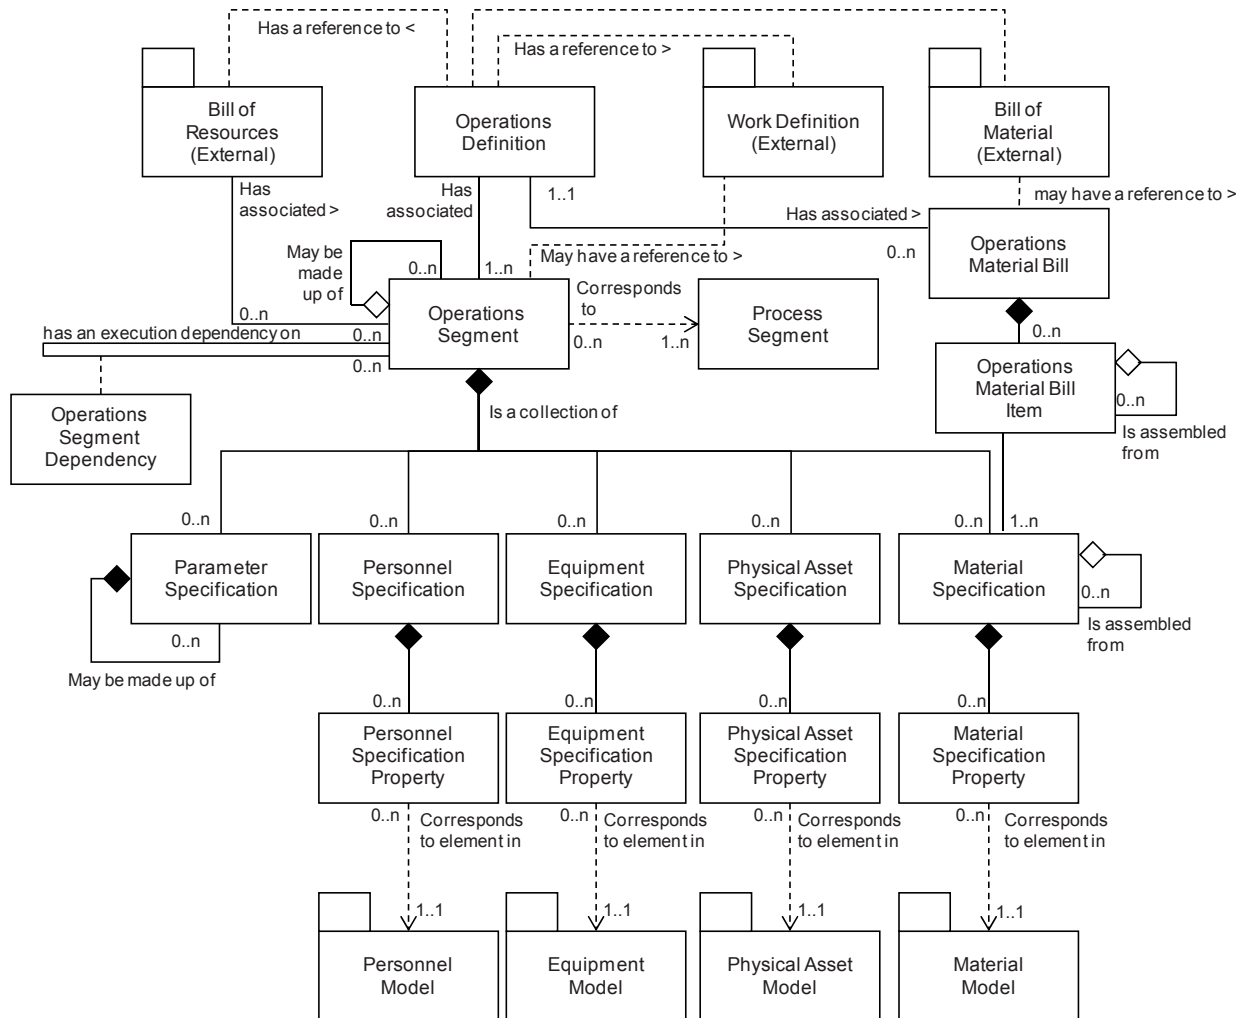 Has a reference to <
Has a reference to >
Bill of
Resources
(External)
Operations
Definition
Work Definition
(External)
Bill of
Material
(External)
Has
associated >
Has
associated
1..1
may have a reference to >
Has associated >
0..n
Operations
Material Bill
May be
made
up of
0..n
1..n
May have a reference to >
Corresponds
to
0..n
Operations
Segment
0..n
1..n
Process
Segment
has an execution dependency on
0..n
0..n
0..n
Operations
Material Bill
Item
0..n
Is assembled
from
Operations
Segment
Dependency
Is a collection of
0..n
0..n
0..n
0..n
0..n
1..n
Parameter
Specification
Personnel
Specification
Equipment
Specification
Physical Asset
Specification
Material
Specification
0..n
Is assembled
from
0..n
May be made up of
0..n
0..n
0..n
0..n
Personnel
Specification
Property
Equipment
Specification
Property
Physical Asset
Specification
Property
Material
Specification
Property
0..n
Corresponds
to element in
0..n
Corresponds
to element in
0..n
Corresponds
to element in
0..n
Corresponds
to element in
1..1
1..1
1..1
1..1
Personnel
Model
Equipment
Model
Physical Asset
Model
Material
Model